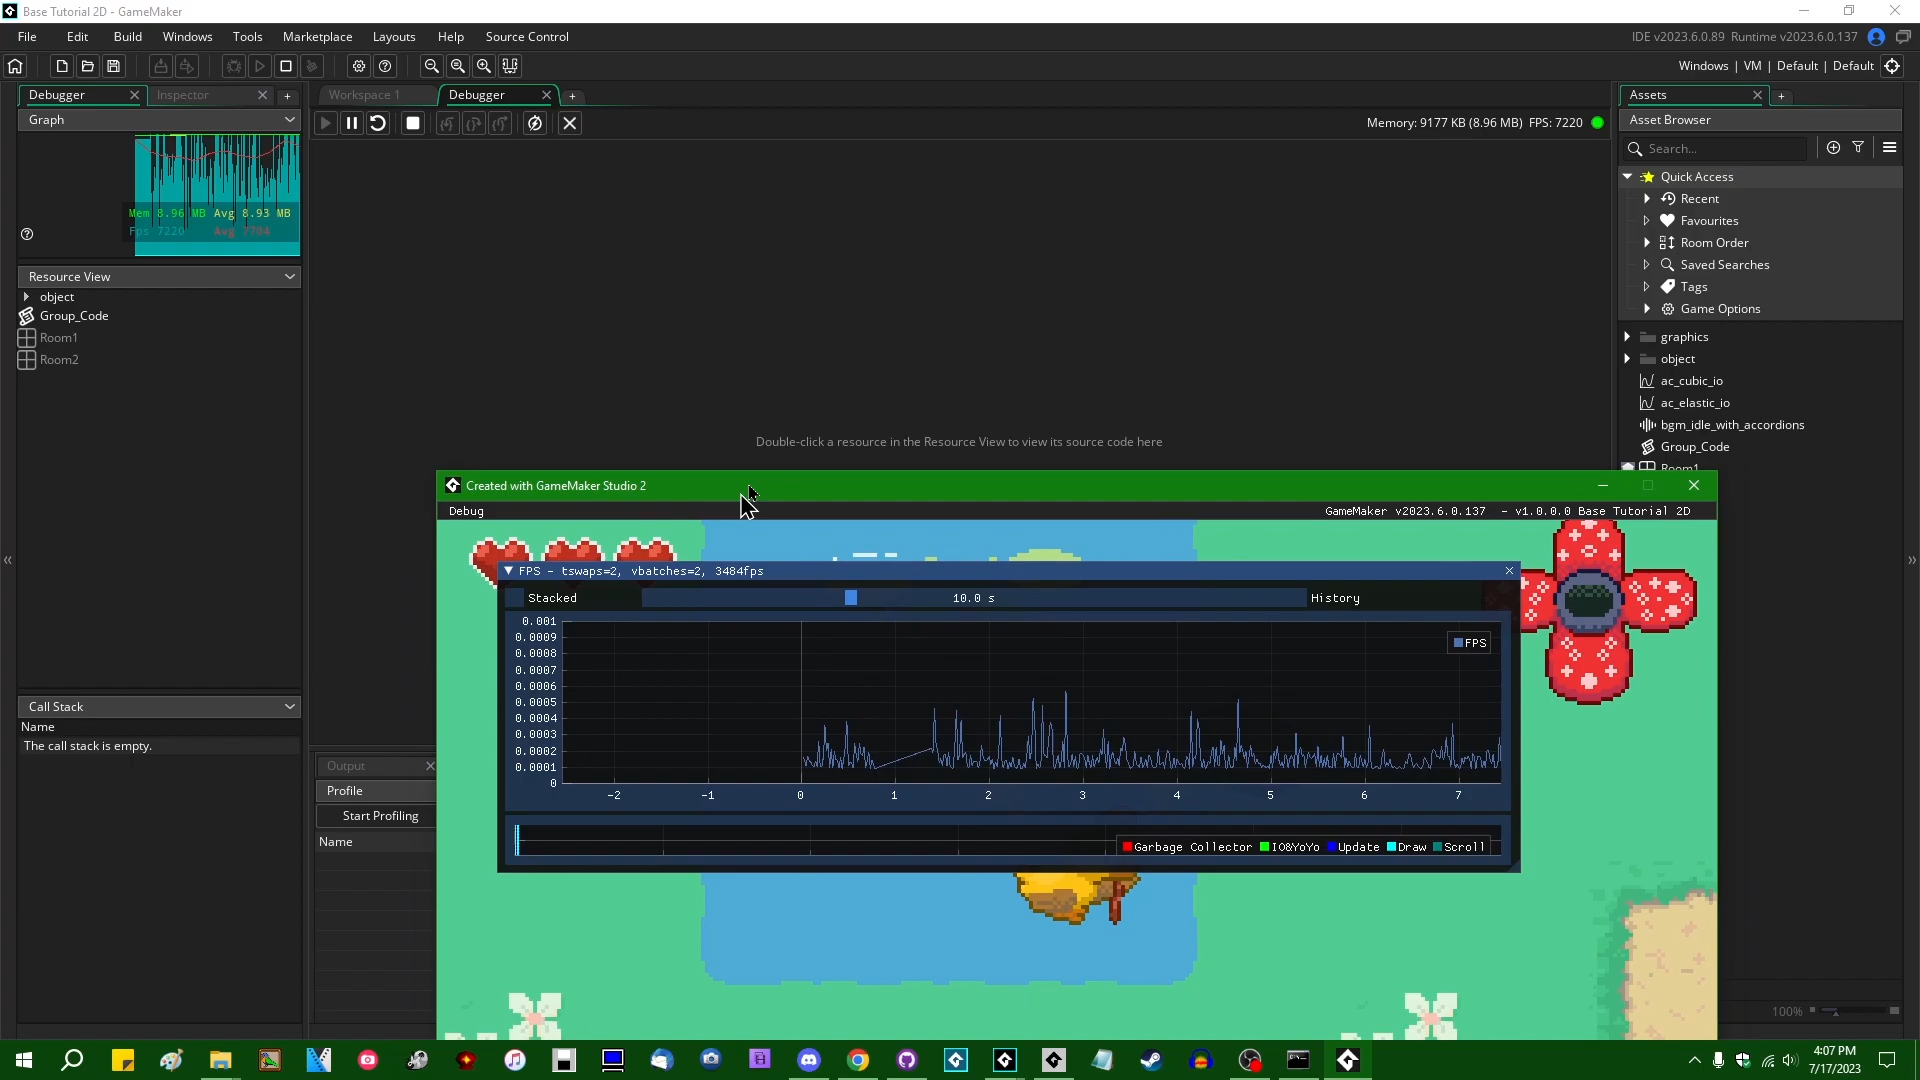 Base Tutorial 2D - GameMaker
File Edit Build Windows Tools Marketplace Layouts Help Source Control
IDE v2023.6.0.89 Runtime v2023.6.0.137
Windows | VM | Default | Default
Debugger
Inspector
Graph
Mem 8.96 MB Avg 8.93 MB
Fps 7220 Avg 7704
Resource View
object
Group_Code
Room1
Room2
Call Stack
Name
The call stack is empty.
Workspace 1
Debugger
Memory: 9177 KB (8.96 MB) FPS: 7220
Double-click a resource in the Resource View to view its source code here
Output
Profile
Start Profiling
Name
Assets
Asset Browser
Search...
Quick Access
Recent
Favourites
Room Order
Saved Searches
Tags
Game Options
graphics
object
ac_cubic_io
ac_elastic_io
bgm_idle_with_accordions
Group_Code
Room1
100%
Created with GameMaker Studio 2
Debug
GameMaker v2023.6.0.137 - v1.0.0.0 Base Tutorial 2D
FPS - tswaps=2, vbatches=2, 3484fps
Stacked
10.0 s
History
0.001
0.0009
0.0008
0.0007
0.0006
0.0005
0.0004
0.0003
0.0002
0.0001
0
FPS
-2 -1 0 1 2 3 4 5 6 7
Garbage Collector IO&YoYo Update Draw Scroll
4:07 PM
7/17/2023